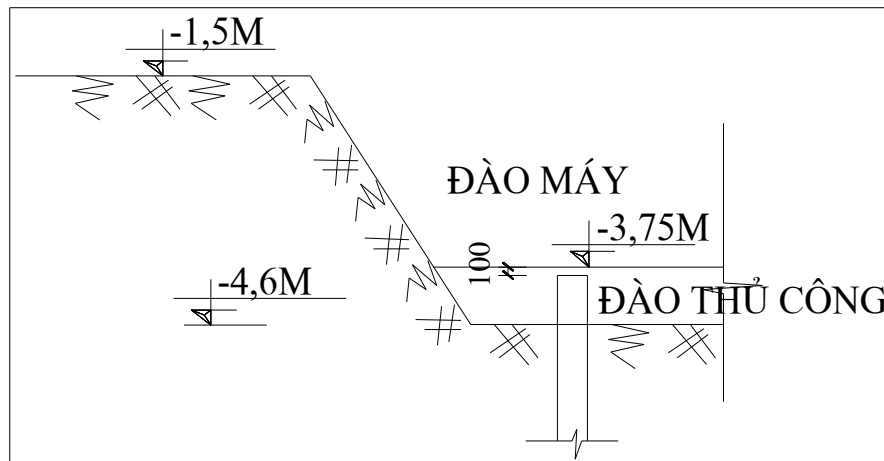 -1,5M
ĐÀO MÁY
-3,75M
100
-4,6M
ĐÀO THỦ CÔNG